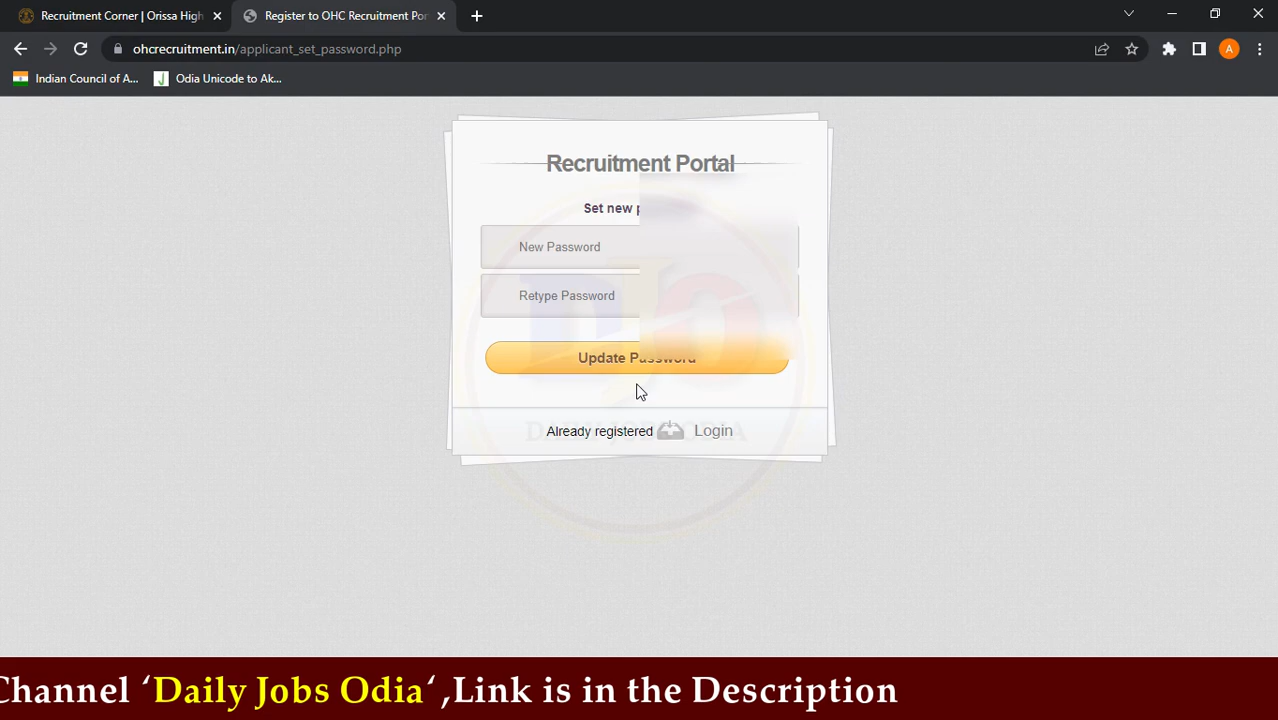 Recruitment Corner | Orissa High
Register to OHC Recruitment Por
A
ohcrecruitment.in/applicant_set_password.php
Indian Council of A...
Odia Unicode to Ak...
Recruitment Portal
Set new
New Password
Retype Password
Update Password
Already registered Login
Channel ‘Daily Jobs Odia‘,Link is in the Description